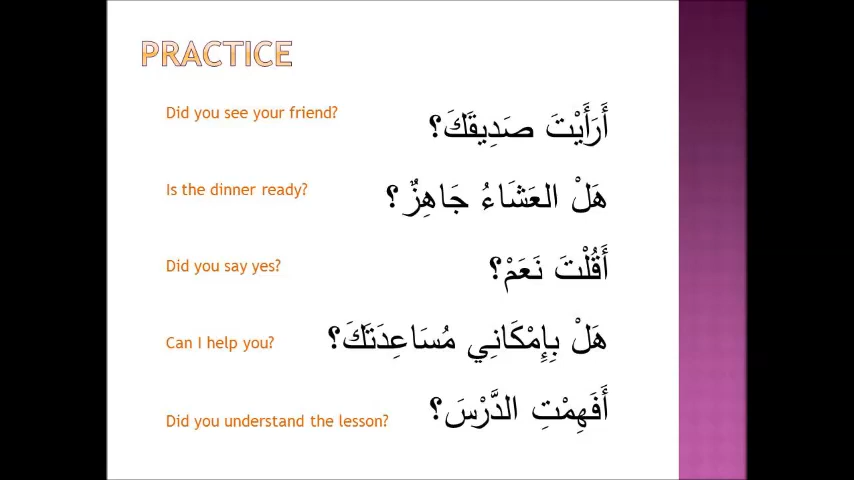 PRACTICE
Did you see your friend?
أَرَأَيْتَ صَدِيقَكَ؟
Is the dinner ready?
هَلْ العَشَاءُ جَاهِزٌ ؟
Did you say yes?
أَقُلْتَ نَعَمْ؟
Can I help you?
هَلْ بِإِمْكَانِي مُسَاعِدَتَكَ؟
Did you understand the lesson?
أَفَهِمْتِ الدَّرْسَ؟